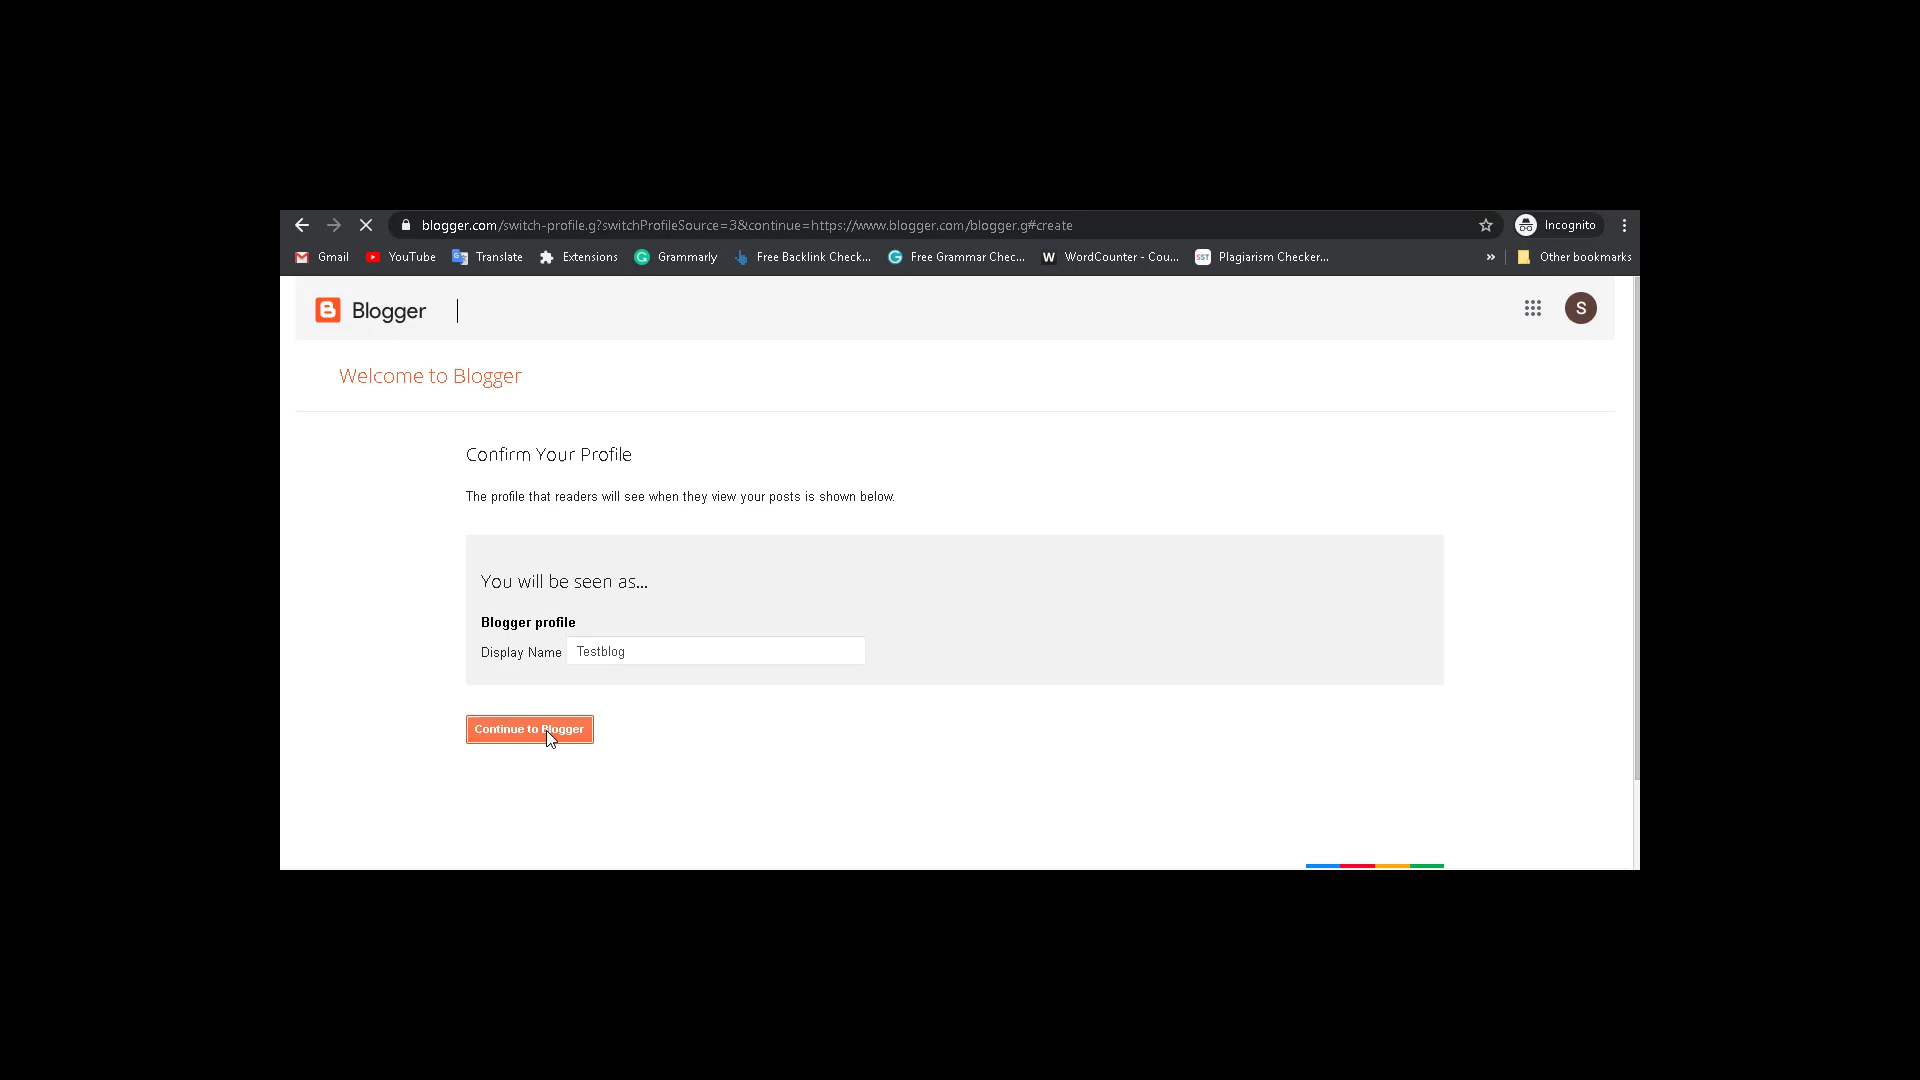 blogger.com/switch-profile.g?switchProfileSource=3&continue=https://www.blogger.com/blogger.g#create
Incognito
Gmail YouTube Translate Extensions Grammarly Free Backlink Check... Free Grammar Chec... W WordCounter - Cou... SST Plagiarism Checker... » Other bookmarks
Blogger
S
Welcome to Blogger
Confirm Your Profile
The profile that readers will see when they view your posts is shown below.
You will be seen as...
Blogger profile
Display Name Testblog
Continue to Blogger